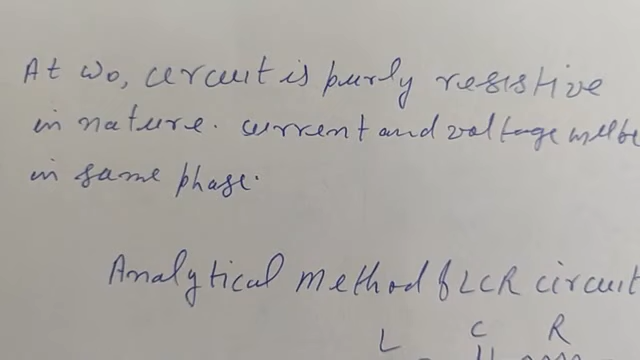 At ω0, circuit is purly resistive
in nature. current and voltage will be
in same phase.
Analytical method of LCR circuit
L C R